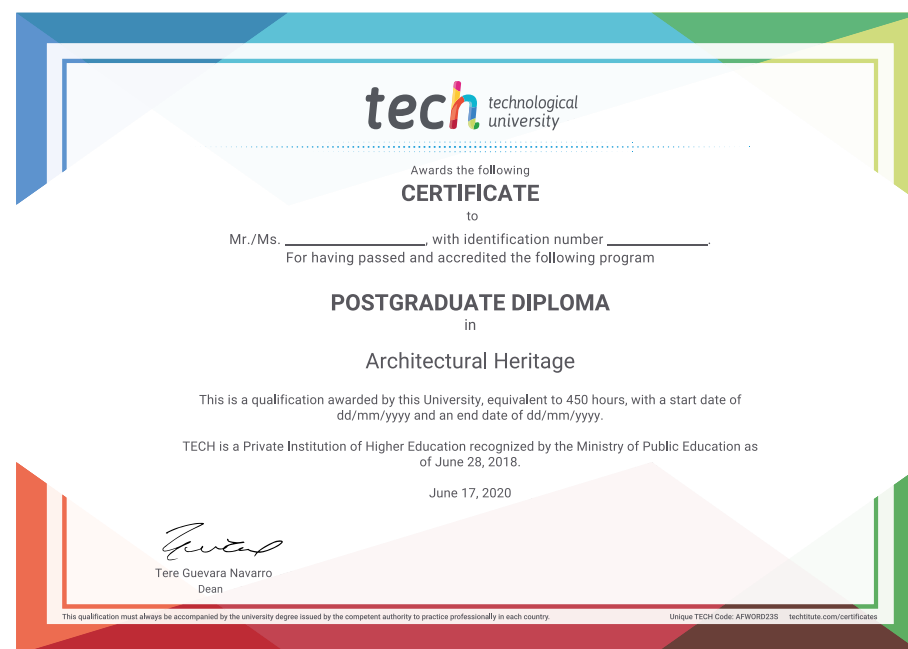 tech technological
university
Awards the following
CERTIFICATE
to
Mr./Ms. ____________________, with identification number ______________.
For having passed and accredited the following program
POSTGRADUATE DIPLOMA
in
Architectural Heritage
This is a qualification awarded by this University, equivalent to 450 hours, with a start date of
dd/mm/yyyy and an end date of dd/mm/yyyy.
TECH is a Private Institution of Higher Education recognized by the Ministry of Public Education as
of June 28, 2018.
June 17, 2020
Tere Guevara Navarro
Dean
This qualification must always be accompanied by the university degree issued by the competent authority to practice professionally in each country. Unique TECH Code: AFWORD23S techtitute.com/certificates